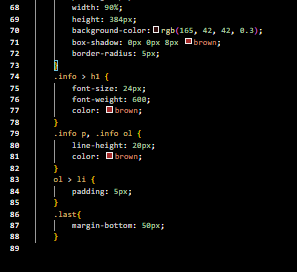 68 width: 90%;
69 height: 384px;
70 background-color: rgb(165, 42, 42, 0.3);
71 box-shadow: 0px 0px 8px brown;
72 border-radius: 5px;
73 }
74 .info > h1 {
75 font-size: 24px;
76 font-weight: 600;
77 color: brown;
78 }
79 .info p, .info ol {
80 line-height: 20px;
81 color: brown;
82 }
83 ol > li {
84 padding: 5px;
85 }
86 .last{
87 margin-bottom: 50px;
88 }
89